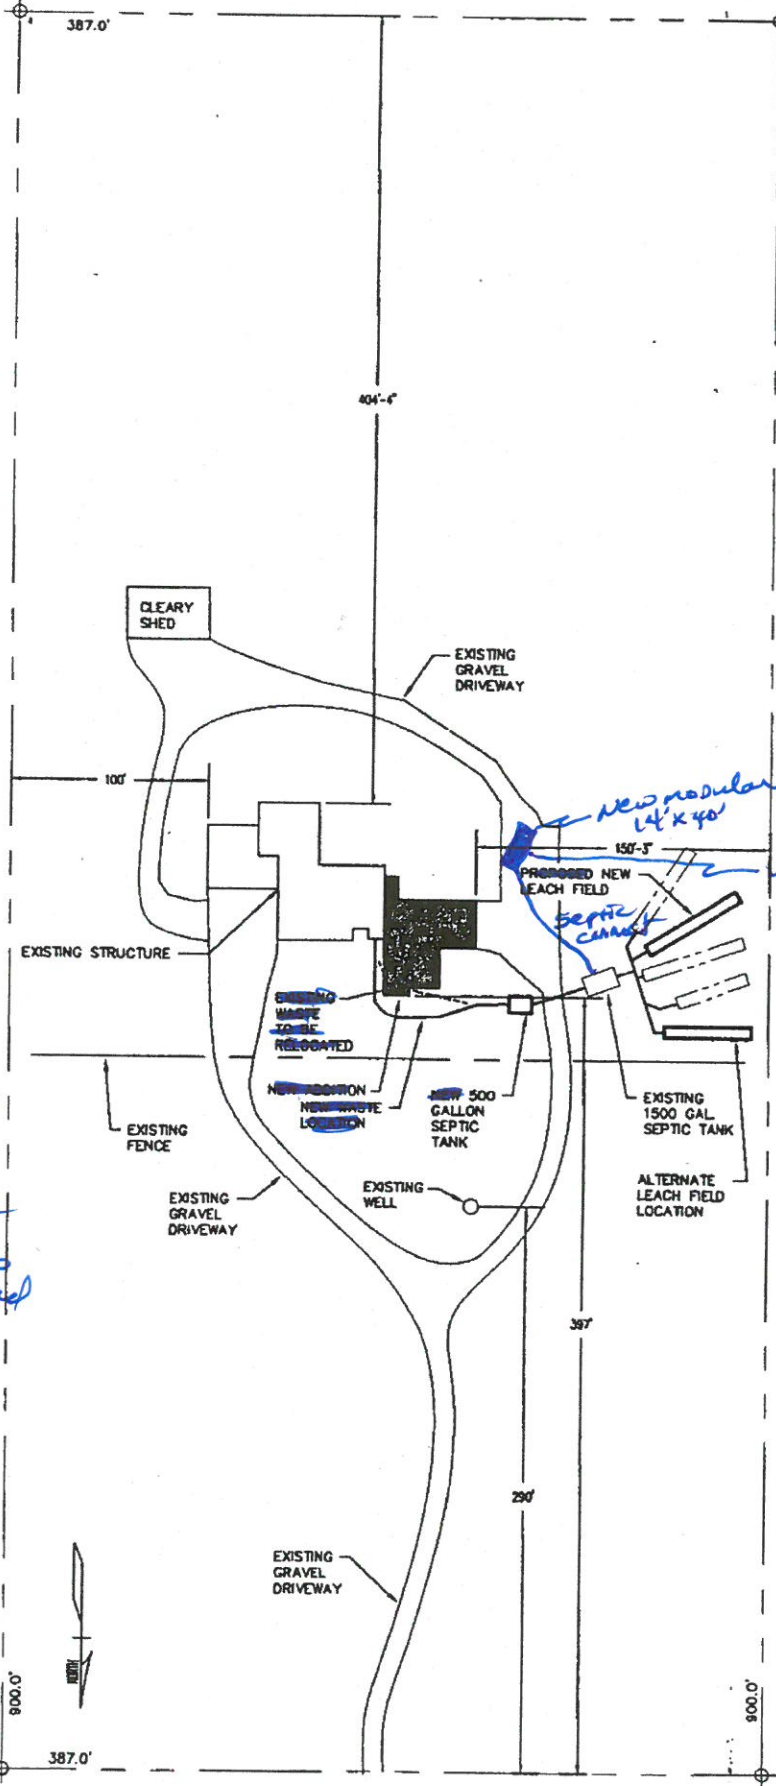 387.0'
404'-4"
CLEARY
SHED
EXISTING
GRAVEL
DRIVEWAY
100'
New modular
14' x 40'
150'-3"
PROPOSED NEW
LEACH FIELD
Septic
connect
EXISTING STRUCTURE
EXISTING
WASTE
TO BE
RELOCATED
NEW ADDITION
NEW WASTE
LOCATION
NEW 500
GALLON
SEPTIC
TANK
EXISTING
1500 GAL.
SEPTIC TANK
EXISTING
FENCE
ALTERNATE
LEACH FIELD
LOCATION
EXISTING
WELL
EXISTING
GRAVEL
DRIVEWAY
397'
290'
EXISTING
GRAVEL
DRIVEWAY
NORTH
900.0'
900.0'
387.0'